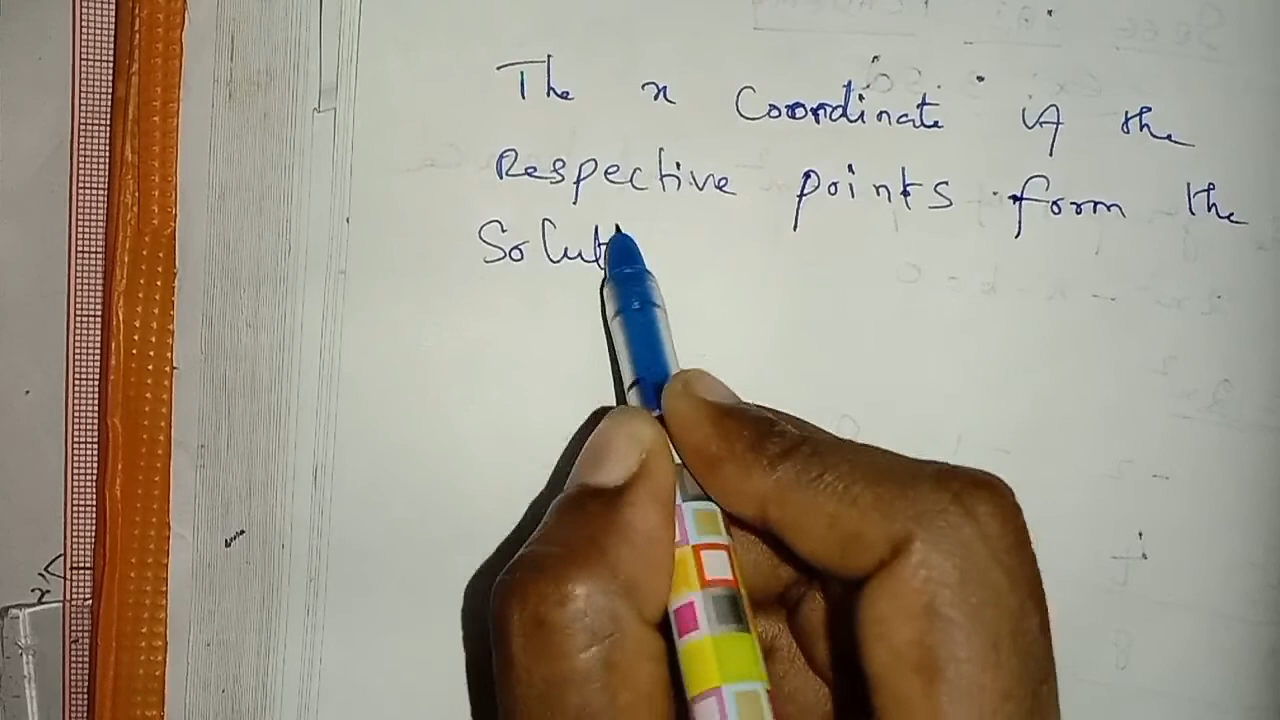 The x Coordinate of the
Respective points form the
Solut
x'